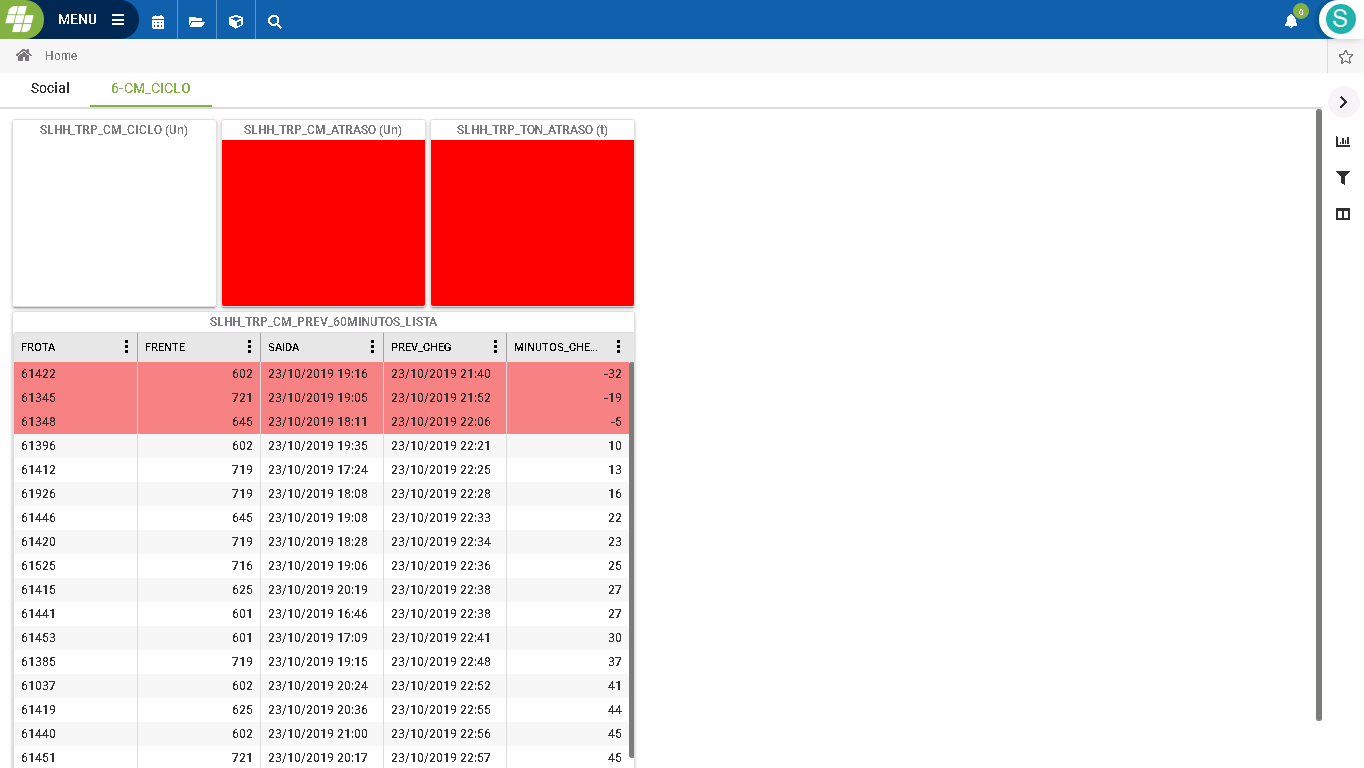 MENU
0
S
Home
Social 6-CM_CICLO
SLHH_TRP_CM_CICLO (Un) SLHH_TRP_CM_ATRASO (Un) SLHH_TRP_TON_ATRASO (t)
SLHH_TRP_CM_PREV_60MINUTOS_LISTA
FROTA FRENTE SAIDA PREV_CHEG MINUTOS_CHE...
61422 602 23/10/2019 19:16 23/10/2019 21:40 -32
61345 721 23/10/2019 19:05 23/10/2019 21:52 -19
61348 645 23/10/2019 18:11 23/10/2019 22:06 -5
61396 602 23/10/2019 19:35 23/10/2019 22:21 10
61412 719 23/10/2019 17:24 23/10/2019 22:25 13
61926 719 23/10/2019 18:08 23/10/2019 22:28 16
61446 645 23/10/2019 19:08 23/10/2019 22:33 22
61420 719 23/10/2019 18:28 23/10/2019 22:34 23
61525 716 23/10/2019 19:06 23/10/2019 22:36 25
61415 625 23/10/2019 20:19 23/10/2019 22:38 27
61441 601 23/10/2019 16:46 23/10/2019 22:38 27
61453 601 23/10/2019 17:09 23/10/2019 22:41 30
61385 719 23/10/2019 19:15 23/10/2019 22:48 37
61037 602 23/10/2019 20:24 23/10/2019 22:52 41
61419 625 23/10/2019 20:36 23/10/2019 22:55 44
61440 602 23/10/2019 21:00 23/10/2019 22:56 45
61451 721 23/10/2019 20:17 23/10/2019 22:57 45